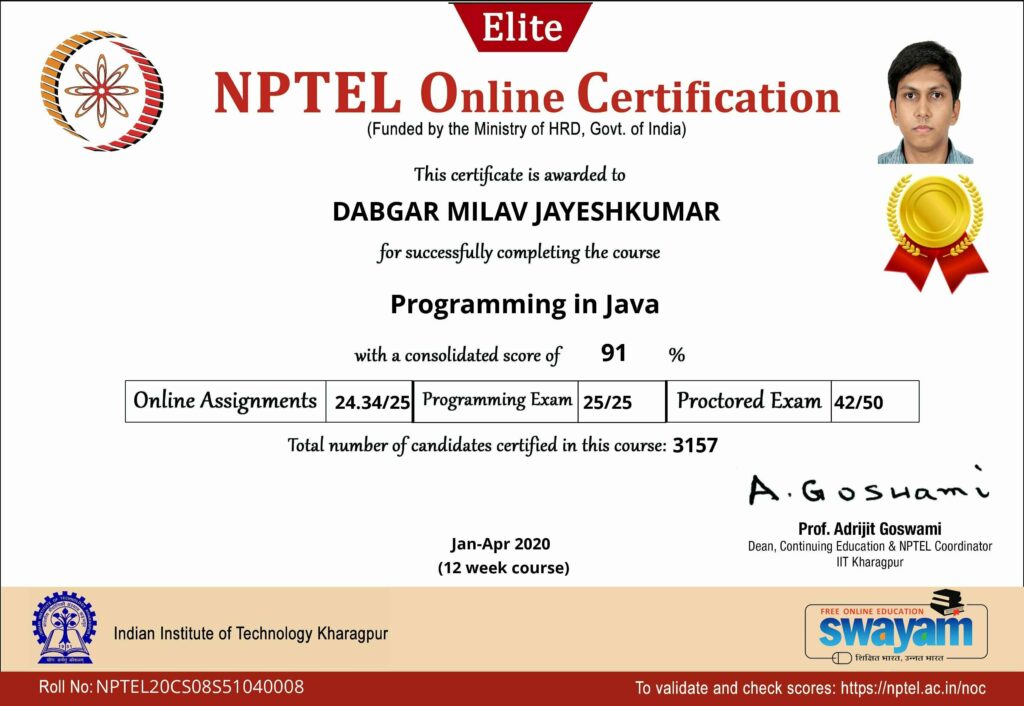 Elite
NPTEL Online Certification
(Funded by the Ministry of HRD, Govt. of India)
This certificate is awarded to
DABGAR MILAV JAYESHKUMAR
for successfully completing the course
Programming in Java
with a consolidated score of 91 %
Online Assignments 24.34/25 Programming Exam 25/25 Proctored Exam 42/50
Total number of candidates certified in this course: 3157
A. Goswami
Prof. Adrijit Goswami
Dean, Continuing Education & NPTEL Coordinator
IIT Kharagpur
Jan-Apr 2020
(12 week course)
Indian Institute of Technology Kharagpur
FREE ONLINE EDUCATION
swayam
शिक्षित भारत, उन्नत भारत
Roll No: NPTEL20CS08S51040008
To validate and check scores: https://nptel.ac.in/noc